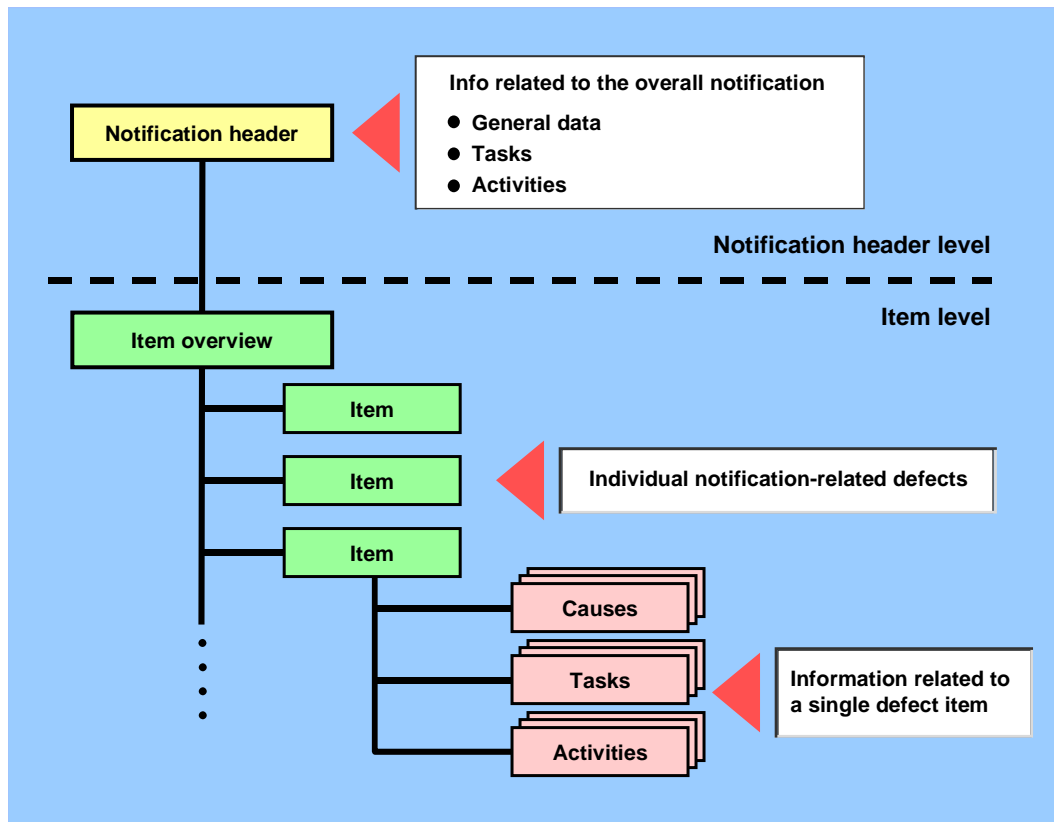 Info related to the overall notification
Notification header
● General data
● Tasks
● Activities
Notification header level
Item level
Item overview
Item
Item
Individual notification-related defects
Item
Causes
Tasks
Information related to
a single defect item
Activities